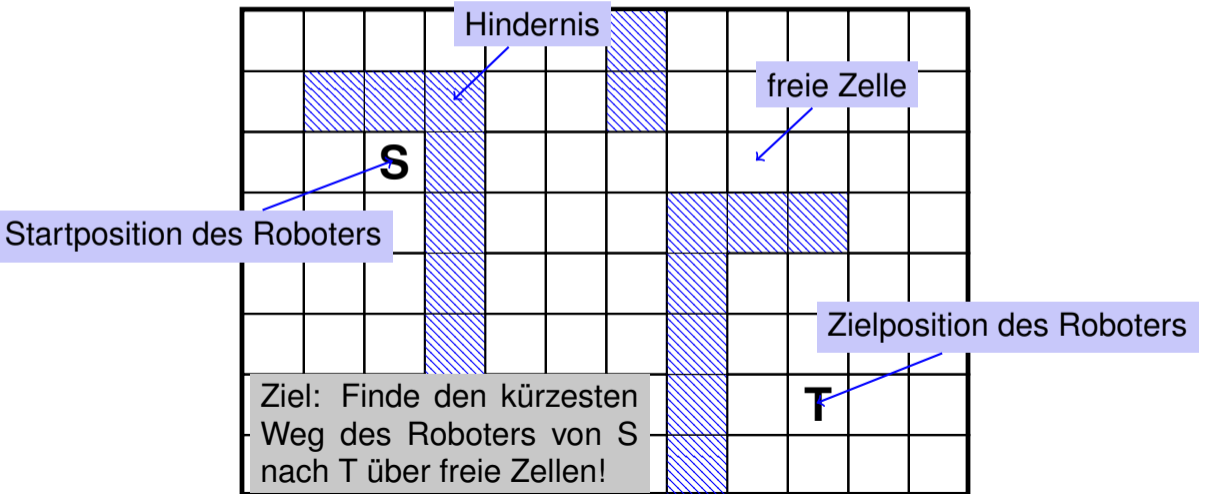 Hindernis
freie Zelle
S
Startposition des Roboters
Zielposition des Roboters
T
Ziel: Finde den kürzesten
Weg des Roboters von S
nach T über freie Zellen!